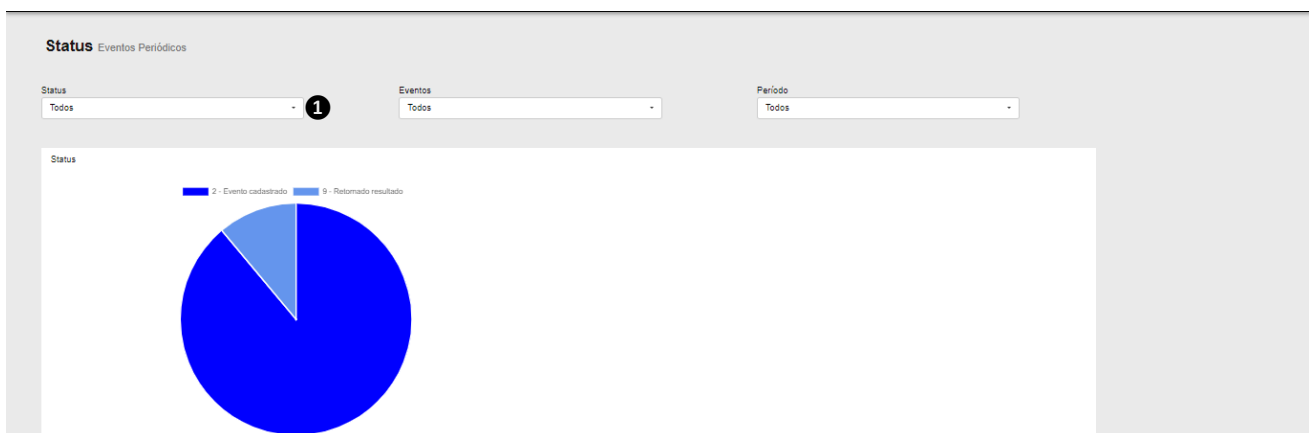 Status Eventos Periódicos
Status Eventos Período
Todos 1 Todos Todos
Status
2 - Evento cadastrado 9 - Retornado resultado